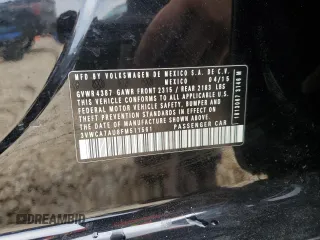 MFD BY VOLKSWAGEN DE MEXICO S.A. DE C.V.
MEXICO 04/15
GVWR 4387 GAWR FRONT 2315 / REAR 2183 LBS
THIS VEHICLE CONFORMS TO ALL APPLICABLE
FEDERAL MOTOR VEHICLE SAFETY, BUMPER AND
THEFT PREVENTION STANDARDS IN EFFECT ON THE
DATE OF MANUFACTURE SHOWN ABOVE
3VWCA7AU8FM511561
PASSENGER CAR
DREAMBID